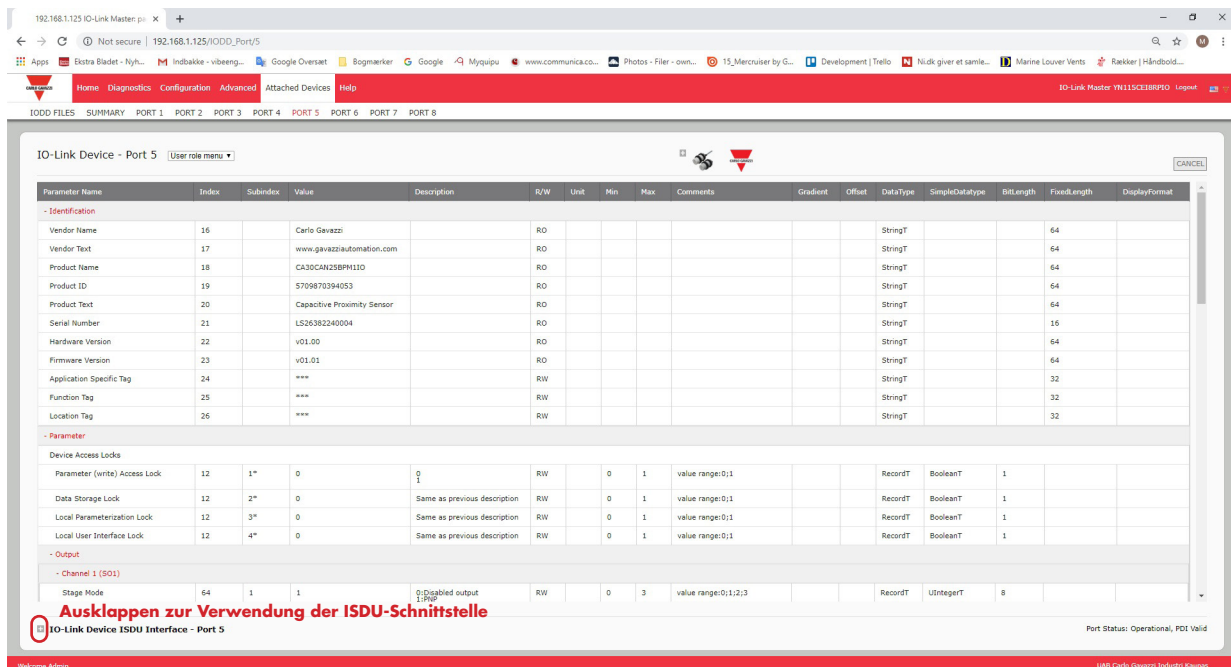 192.168.1.125 IO-Link Master: pa
Not secure | 192.168.1.125/IODD_Port/5
Apps Ekstra Bladet - Nyh... Indbakke - vibeeng... Google Oversæt Bogmærker Google Myquipu www.communica.co... Photos - Filer - own... 15_Mercruiser by G... Development | Trello Ni.dk giver et samle... Marine Louver Vents Rækker | Håndbold....
Home Diagnostics Configuration Advanced Attached Devices Help IO-Link Master YN115CEI8RPIO Logout
IODD FILES SUMMARY PORT 1 PORT 2 PORT 3 PORT 4 PORT 5 PORT 6 PORT 7 PORT 8
IO-Link Device - Port 5 User role menu CANCEL
Parameter Name Index Subindex Value Description R/W Unit Min Max Comments Gradient Offset DataType SimpleDatatype BitLength FixedLength DisplayFormat
- Identification
Vendor Name 16 Carlo Gavazzi RO StringT 64
Vendor Text 17 www.gavazziautomation.com RO StringT 64
Product Name 18 CA30CAN25BPM1IO RO StringT 64
Product ID 19 5709870394053 RO StringT 64
Product Text 20 Capacitive Proximity Sensor RO StringT 64
Serial Number 21 LS26382240004 RO StringT 16
Hardware Version 22 v01.00 RO StringT 64
Firmware Version 23 v01.01 RO StringT 64
Application Specific Tag 24 *** RW StringT 32
Function Tag 25 *** RW StringT 32
Location Tag 26 *** RW StringT 32
- Parameter
Device Access Locks
Parameter (write) Access Lock 12 1* 0 0 RW 0 1 value range:0;1 RecordT BooleanT 1
1
Data Storage Lock 12 2* 0 Same as previous description RW 0 1 value range:0;1 RecordT BooleanT 1
Local Parameterization Lock 12 3* 0 Same as previous description RW 0 1 value range:0;1 RecordT BooleanT 1
Local User Interface Lock 12 4* 0 Same as previous description RW 0 1 value range:0;1 RecordT BooleanT 1
- Output
- Channel 1 (SO1)
Stage Mode 64 1 1 0:Disabled output RW 0 3 value range:0;1;2;3 RecordT UIntegerT 8
1:PNP
Ausklappen zur Verwendung der ISDU-Schnittstelle
IO-Link Device ISDU Interface - Port 5 Port Status: Operational, PDI Valid
Welcome Admin UAB Carlo Gavazzi Industri Kaunas